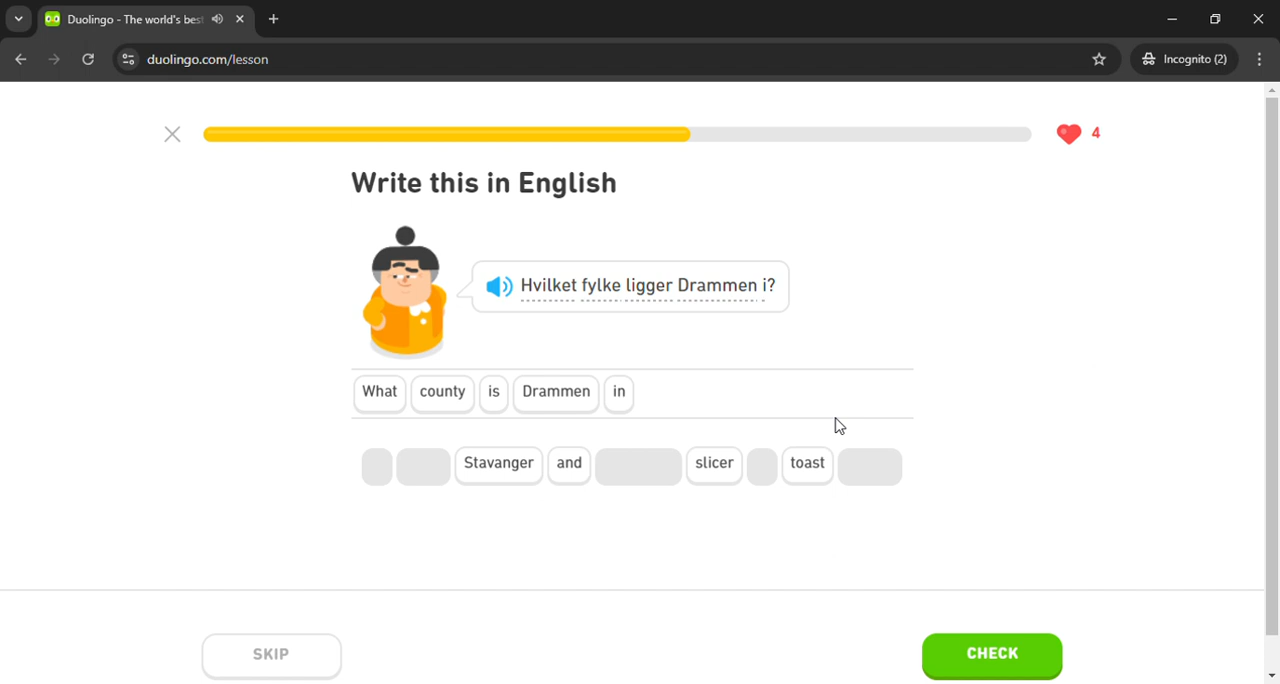 Duolingo - The world's best
duolingo.com/lesson
Incognito (2)
4
Write this in English
Hvilket fylke ligger Drammen i?
What county is Drammen in
Stavanger and slicer toast
SKIP
CHECK